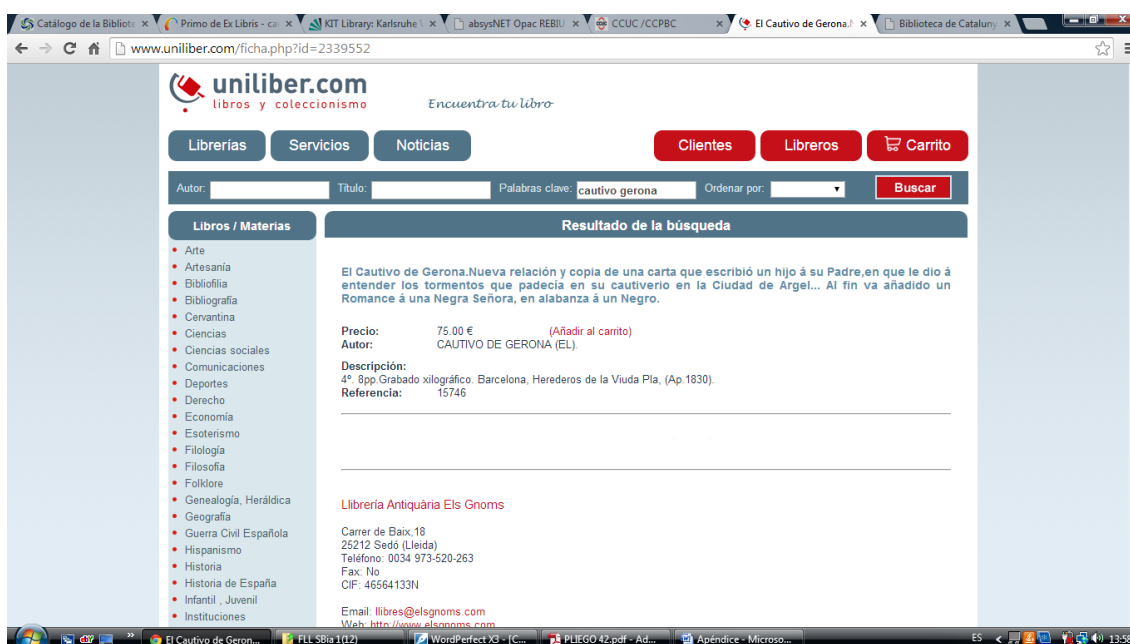 Catálogo de la Bibliote
Primo de Ex Libris - ca
KIT Library: Karlsruhe
absysNET Opac REBIU
CCUC /CCPBC
El Cautivo de Gerona.
Biblioteca de Cataluny
www.uniliber.com/ficha.php?id=2339552
uniliber.com
libros y coleccionismo
Encuentra tu libro
Librerías Servicios Noticias Clientes Libreros Carrito
Autor: Título: Palabras clave: cautivo gerona Ordenar por: Buscar
Libros / Materias
Arte
Artesanía
Bibliofilia
Bibliografía
Cervantina
Ciencias
Ciencias sociales
Comunicaciones
Deportes
Derecho
Economía
Esoterismo
Filología
Filosofía
Folklore
Genealogía, Heráldica
Geografía
Guerra Civil Española
Hispanismo
Historia
Historia de España
Infantil , Juvenil
Instituciones
Resultado de la búsqueda
El Cautivo de Gerona.Nueva relación y copia de una carta que escribió un hijo á su Padre,en que le dio á
entender los tormentos que padecía en su cautiverio en la Ciudad de Argel... Al fin va añadido un
Romance á una Negra Señora, en alabanza á un Negro.
Precio: 75.00 € (Añadir al carrito)
Autor: CAUTIVO DE GERONA (EL).
Descripción:
4º. 8pp.Grabado xilográfico. Barcelona, Herederos de la Viuda Pla, (Ap.1830).
Referencia: 15746
Llibrería Antiquària Els Gnoms
Carrer de Baix,18
25212 Sedó (Lleida)
Teléfono: 0034 973-520-263
Fax: No
CIF: 46564133N
Email: llibres@elsgnoms.com
Web: http://www.elsgnoms.com
El Cautivo de Geron...
FLL SBia 1(12)
WordPerfect X3 - [C...
PLIEGO 42.pdf - Ad...
Apéndice - Microso...
ES
13:58